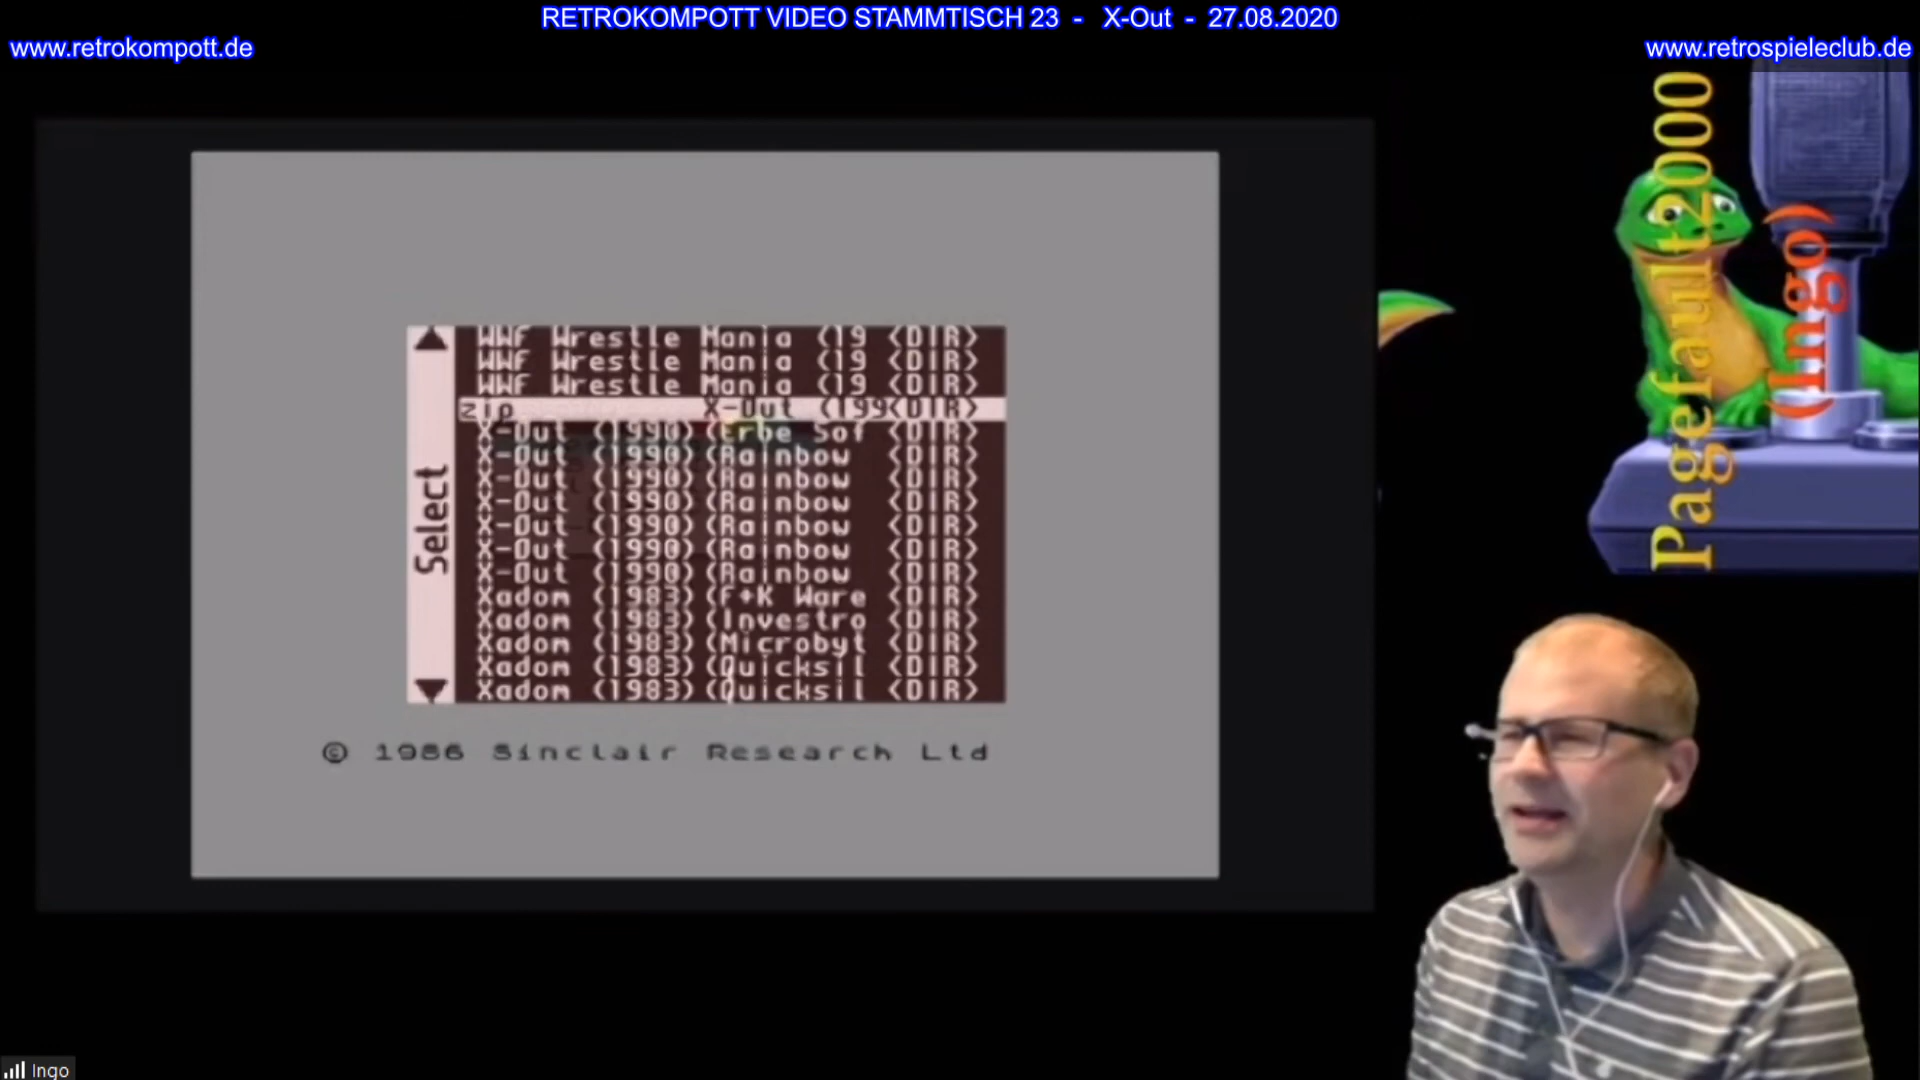 RETROKOMPOTT VIDEO STAMMTISCH 23 - X-Out - 27.08.2020
www.retrokompott.de
www.retrospieleclub.de
Pagefault2000
(Ingo)
Select
WWF Wrestle Mania (19 <DIR>
WWF Wrestle Mania (19 <DIR>
WWF Wrestle Mania (19 <DIR>
zip X-Out (199<DIR>
X-Out (1990)(Erbe Sof <DIR>
X-Out (1990)(Rainbow <DIR>
X-Out (1990)(Rainbow <DIR>
X-Out (1990)(Rainbow <DIR>
X-Out (1990)(Rainbow <DIR>
X-Out (1990)(Rainbow <DIR>
X-Out (1990)(Rainbow <DIR>
Xadom (1983)(F+K Ware <DIR>
Xadom (1983)(Investro <DIR>
Xadom (1983)(Microbyt <DIR>
Xadom (1983)(Quicksil <DIR>
Xadom (1983)(Quicksil <DIR>
© 1986 Sinclair Research Ltd
Ingo